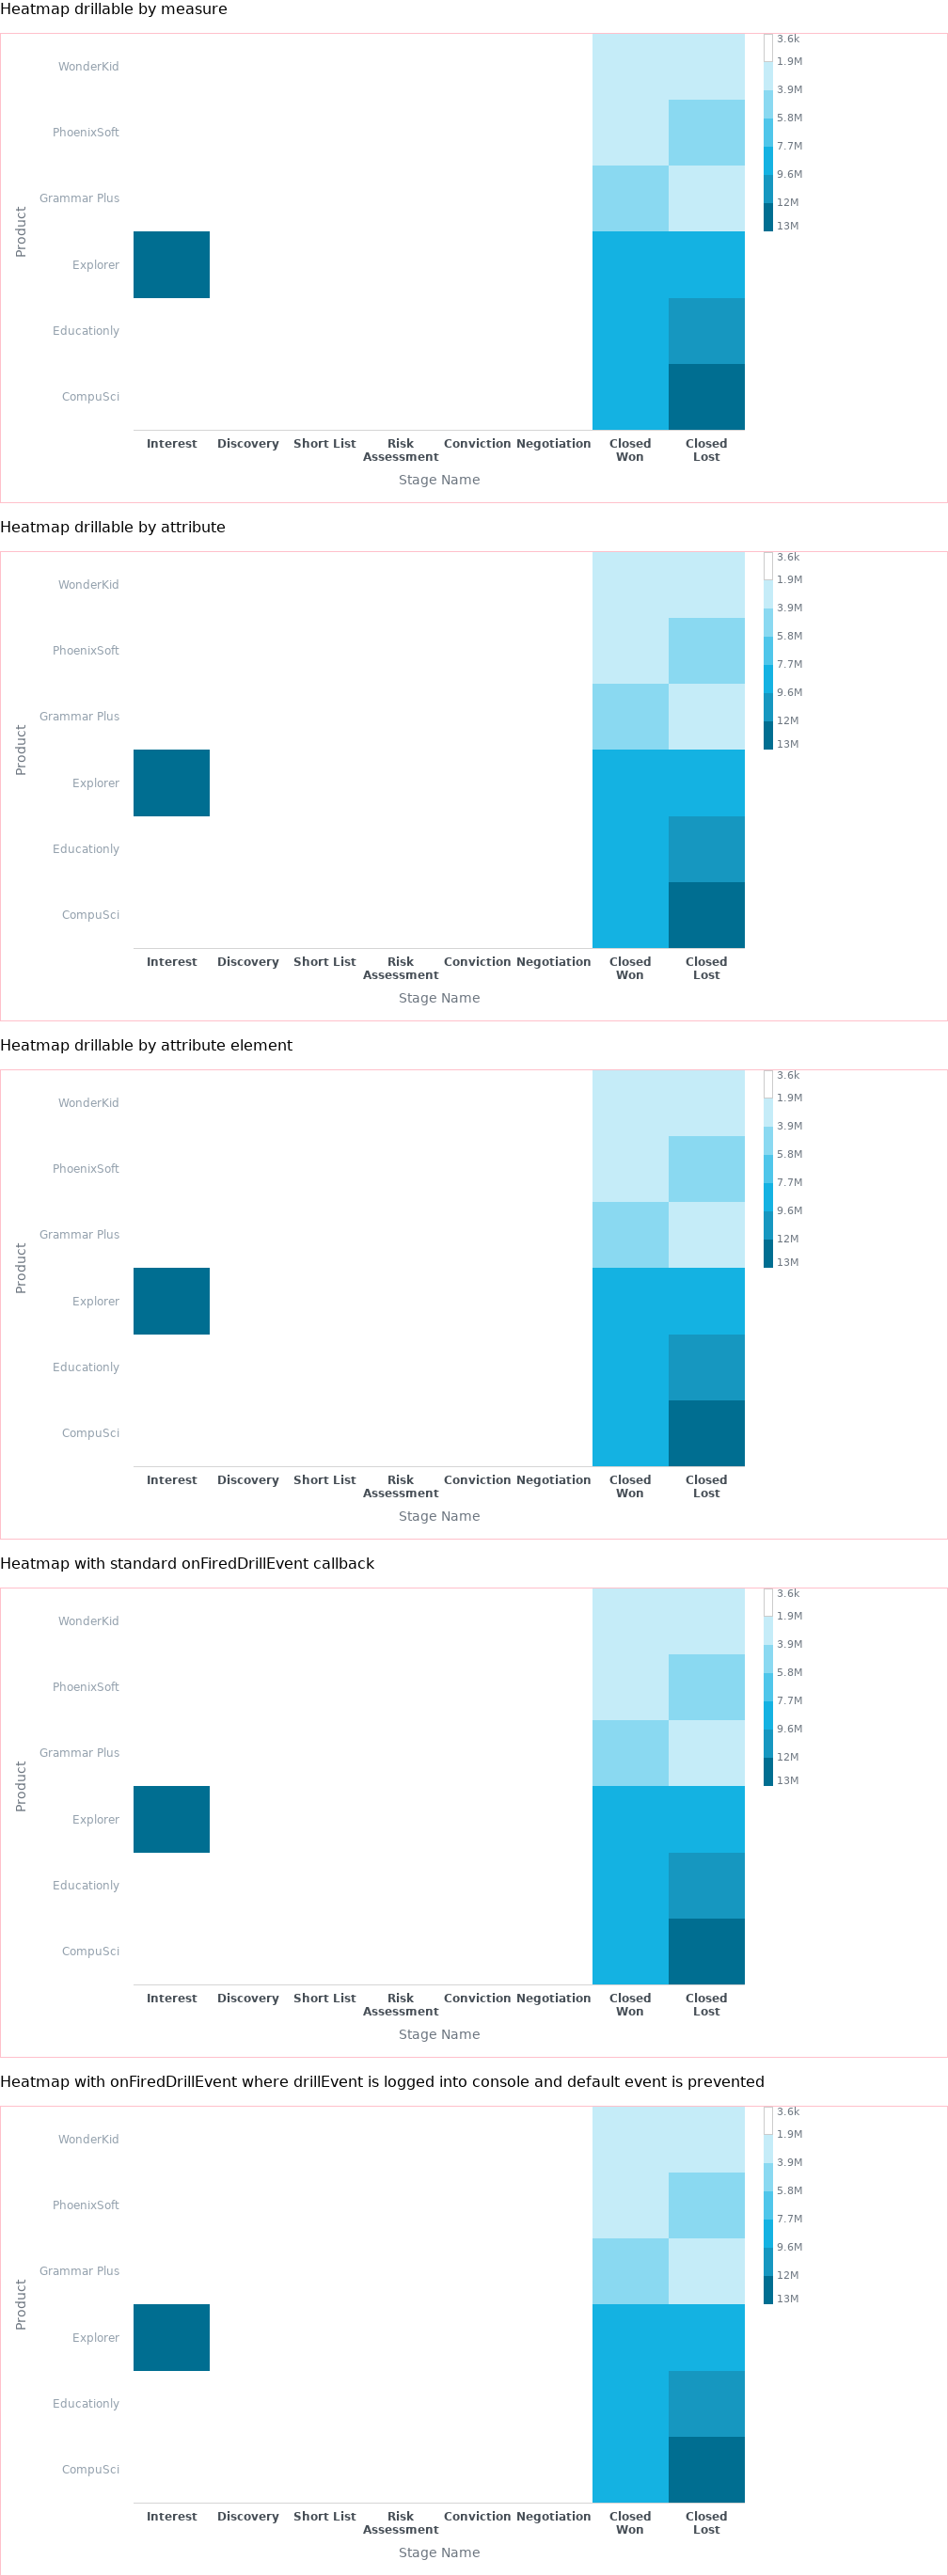 Heatmap drillable by measure
3.6k
1.9M
3.9M
5.8M
7.7M
9.6M
12M
13M
Product
WonderKid
PhoenixSoft
Grammar Plus
Explorer
Educationly
CompuSci
Interest Discovery Short List Risk Assessment Conviction Negotiation Closed Won Closed Lost
Stage Name
Heatmap drillable by attribute
3.6k
1.9M
3.9M
5.8M
7.7M
9.6M
12M
13M
Product
WonderKid
PhoenixSoft
Grammar Plus
Explorer
Educationly
CompuSci
Interest Discovery Short List Risk Assessment Conviction Negotiation Closed Won Closed Lost
Stage Name
Heatmap drillable by attribute element
3.6k
1.9M
3.9M
5.8M
7.7M
9.6M
12M
13M
Product
WonderKid
PhoenixSoft
Grammar Plus
Explorer
Educationly
CompuSci
Interest Discovery Short List Risk Assessment Conviction Negotiation Closed Won Closed Lost
Stage Name
Heatmap with standard onFiredDrillEvent callback
3.6k
1.9M
3.9M
5.8M
7.7M
9.6M
12M
13M
Product
WonderKid
PhoenixSoft
Grammar Plus
Explorer
Educationly
CompuSci
Interest Discovery Short List Risk Assessment Conviction Negotiation Closed Won Closed Lost
Stage Name
Heatmap with onFiredDrillEvent where drillEvent is logged into console and default event is prevented
3.6k
1.9M
3.9M
5.8M
7.7M
9.6M
12M
13M
Product
WonderKid
PhoenixSoft
Grammar Plus
Explorer
Educationly
CompuSci
Interest Discovery Short List Risk Assessment Conviction Negotiation Closed Won Closed Lost
Stage Name